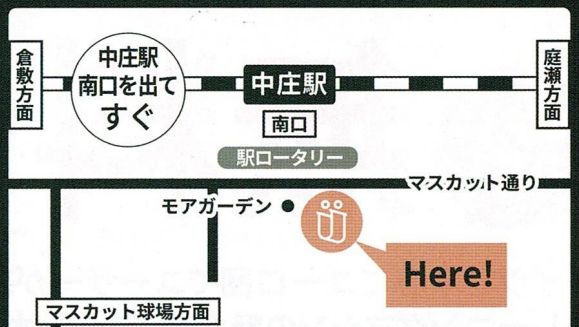 倉敷方面
中庄駅
南口を出て
すぐ
中庄駅
南口
駅ロータリー
庭瀬方面
マスカット通り
モアガーデン
Here!
マスカット球場方面